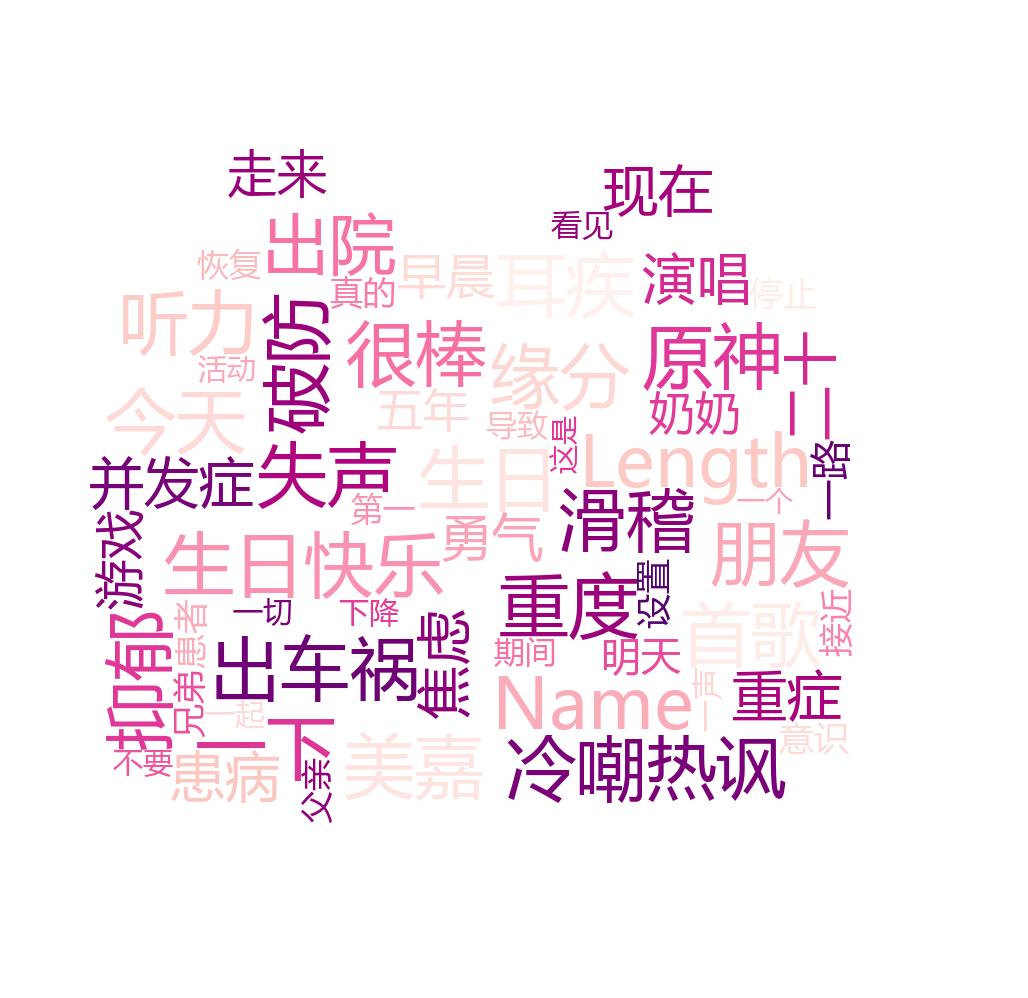 走来
现在
看见
出院
恢复
早晨
耳疾
演唱
真的
停止
听力
破防
很棒
缘分
原神
十二
活动
今天
五年
奶奶
导致
这是
并发症
失声
生日
Length
一路
第一
滑稽
一个
游戏
生日快乐
勇气
朋友
设置
患者
一切
下降
重度
首歌
接近
抑郁
出车祸
焦虑
期间
明天
兄弟
一起
Name
一声
重症
一下
不要
患病
父亲
美嘉
冷嘲热讽
意识